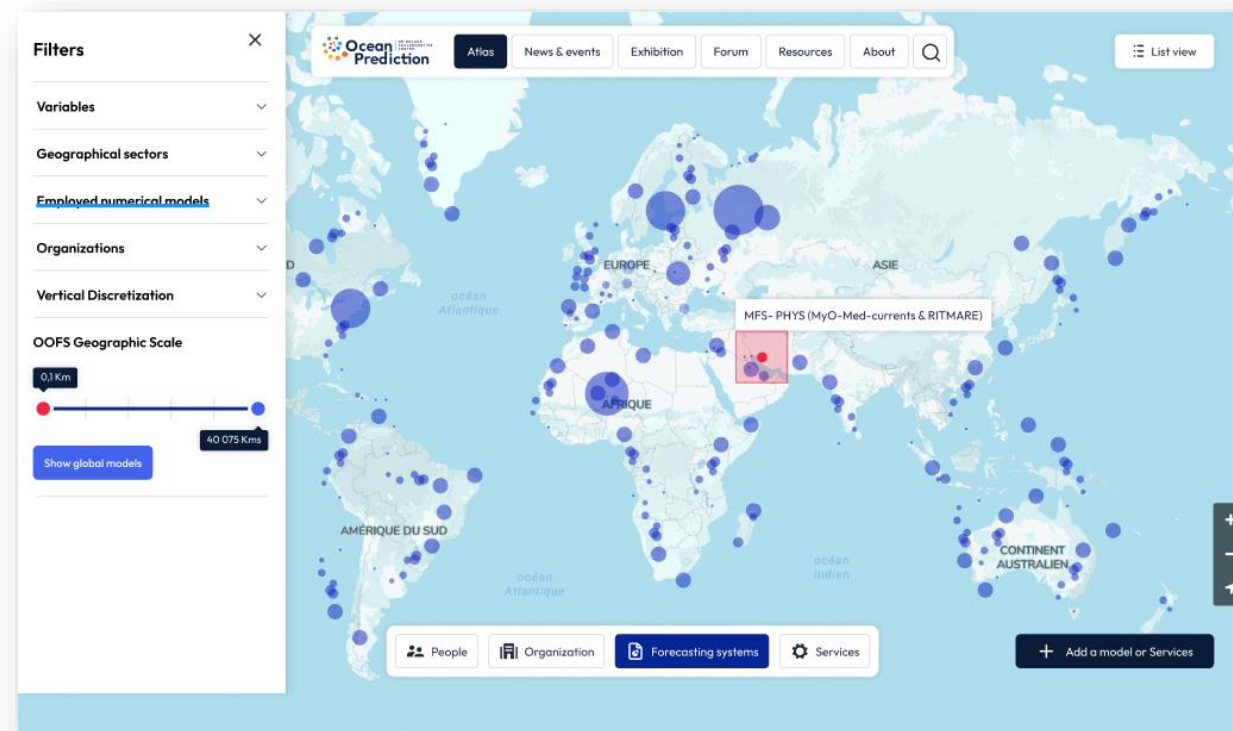 Filters
Variables
Geographical sectors
Employed numerical models
Organizations
Vertical Discretization
OOFS Geographic Scale
0,1 Km
40 075 Kms
Show global models
Ocean
Prediction
Atlas
News & events
Exhibition
Forum
Resources
About
List view
D
EUROPE
ASIE
océan
Atlantique
MFS- PHYS (MyO-Med-currents & RITMARE)
AFRIQUE
AMÉRIQUE DU SUD
océan
Atlantique
océan
Indien
CONTINENT
AUSTRALIEN
People
Organization
Forecasting systems
Services
+ Add a model or Services